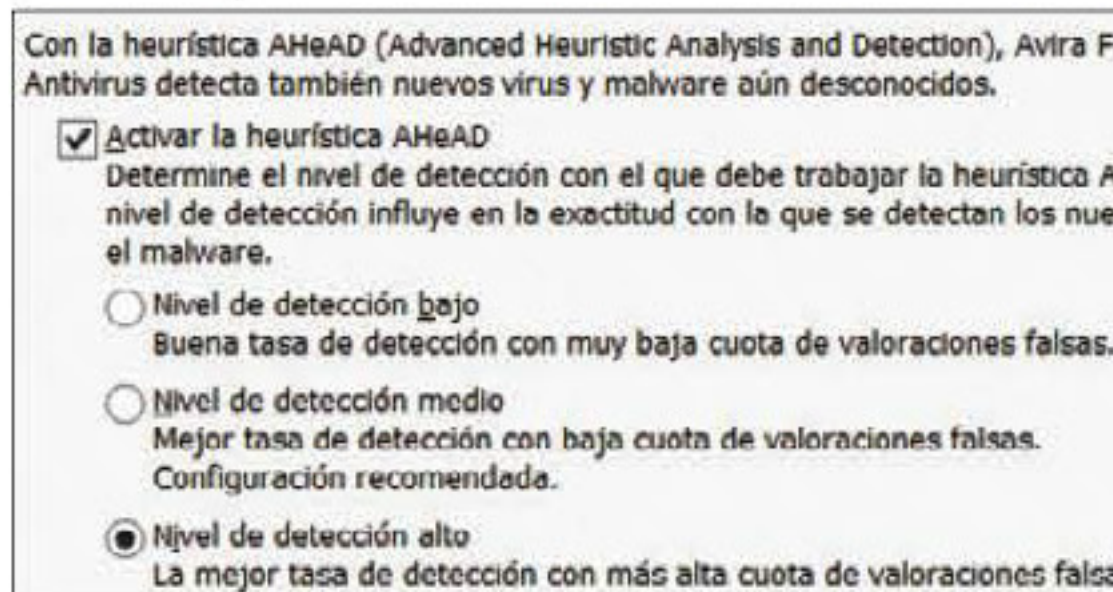 Con la heurística AHeAD (Advanced Heuristic Analysis and Detection), Avira F
Antivirus detecta también nuevos virus y malware aún desconocidos.
Activar la heurística AHeAD
Determine el nivel de detección con el que debe trabajar la heurística A
nivel de detección influye en la exactitud con la que se detectan los nue
el malware.
Nivel de detección bajo
Buena tasa de detección con muy baja cuota de valoraciones falsas.
Nivel de detección medio
Mejor tasa de detección con baja cuota de valoraciones falsas.
Configuración recomendada.
Nivel de detección alto
La mejor tasa de detección con más alta cuota de valoraciones falsa